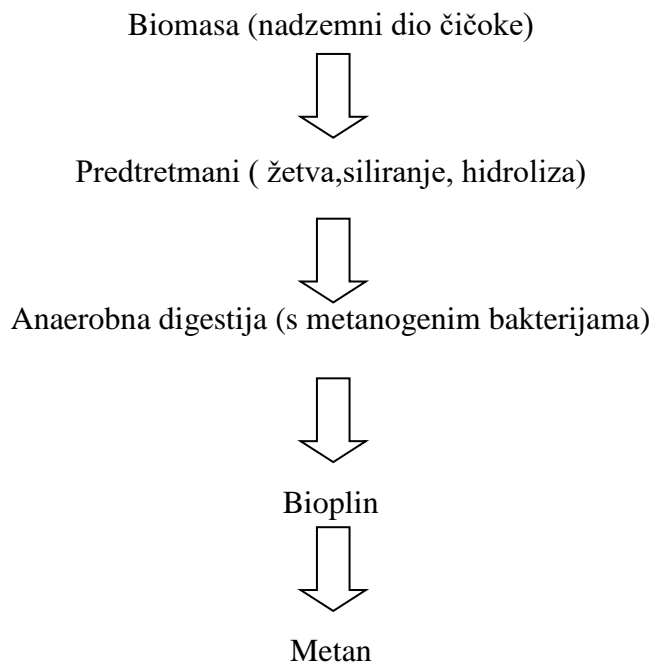 Biomasa (nadzemni dio čičoke)
Predtretmani ( žetva,siliranje, hidroliza)
Anaerobna digestija (s metanogenim bakterijama)
Bioplin
Metan